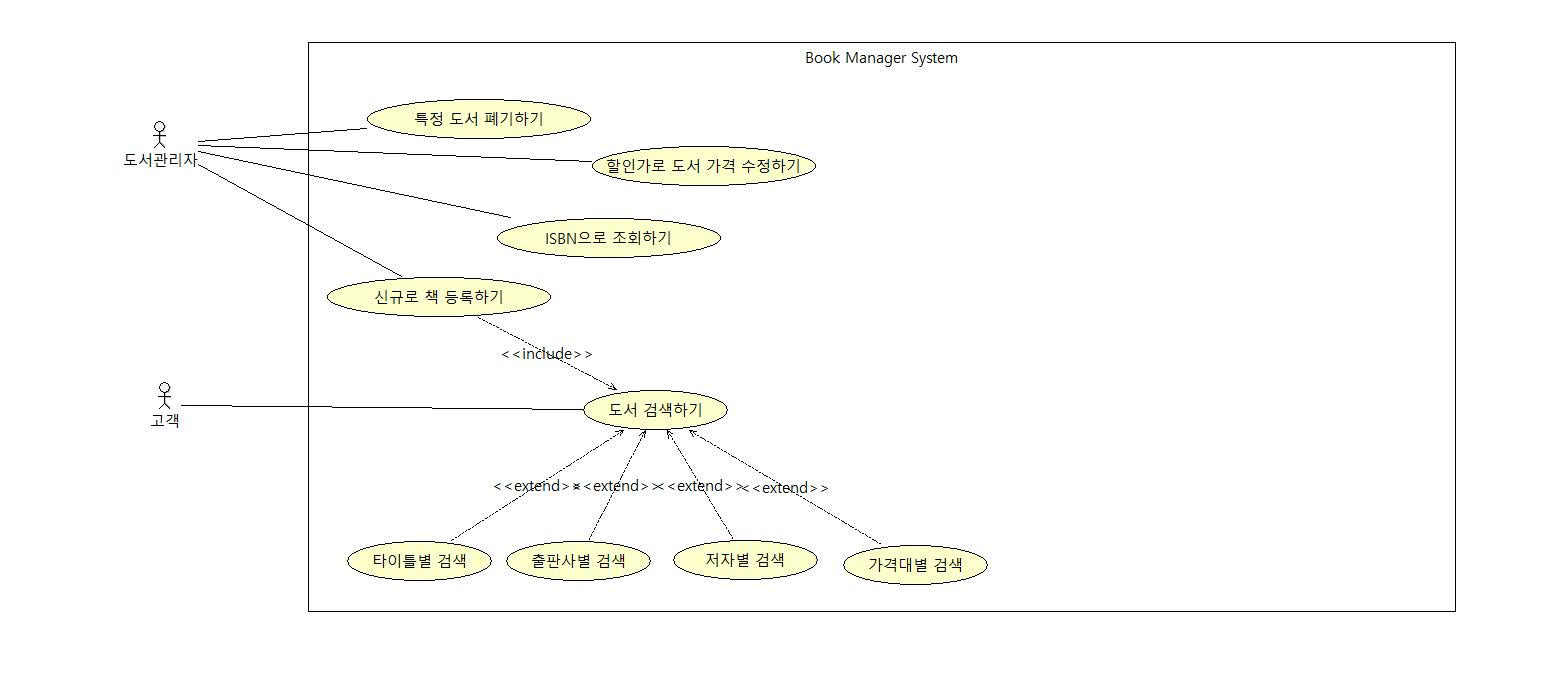 Book Manager System
특정 도서 폐기하기
도서관리자
할인가로 도서 가격 수정하기
ISBN으로 조회하기
신규로 책 등록하기
<<include>>
고객
도서 검색하기
<<extend>>
<<extend>>
<<extend>>
<<extend>>
타이틀별 검색
출판사별 검색
저자별 검색
가격대별 검색